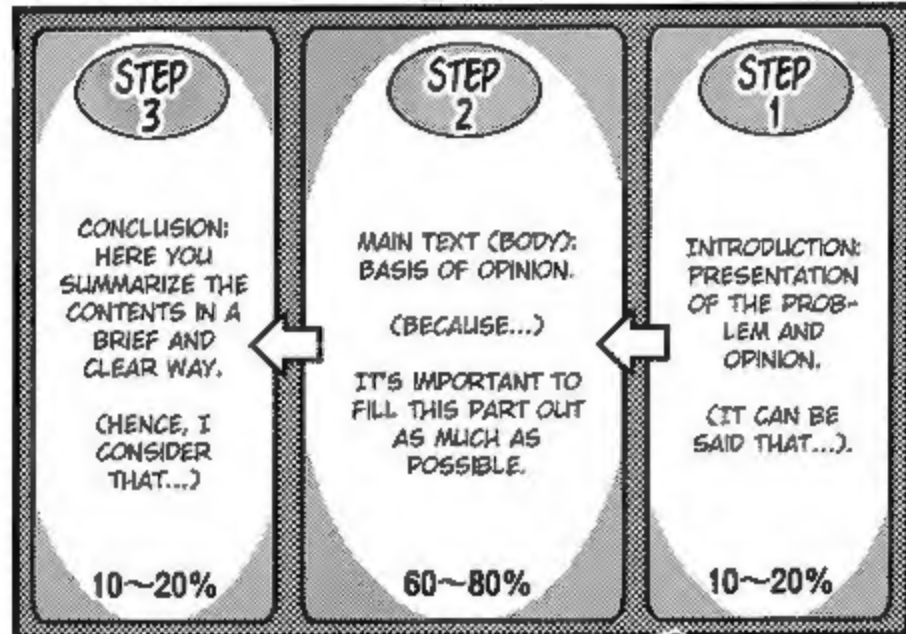 STEP
1
INTRODUCTION:
PRESENTATION
OF THE PROB-
LEM AND
OPINION.
(IT CAN BE
SAID THAT...).
10~20%
STEP
2
MAIN TEXT (BODY):
BASIS OF OPINION.
(BECAUSE...)
IT'S IMPORTANT TO
FILL THIS PART OUT
AS MUCH AS
POSSIBLE.
60~80%
STEP
3
CONCLUSION:
HERE YOU
SUMMARIZE THE
CONTENTS IN A
BRIEF AND
CLEAR WAY.
(HENCE, I
CONSIDER
THAT...)
10~20%